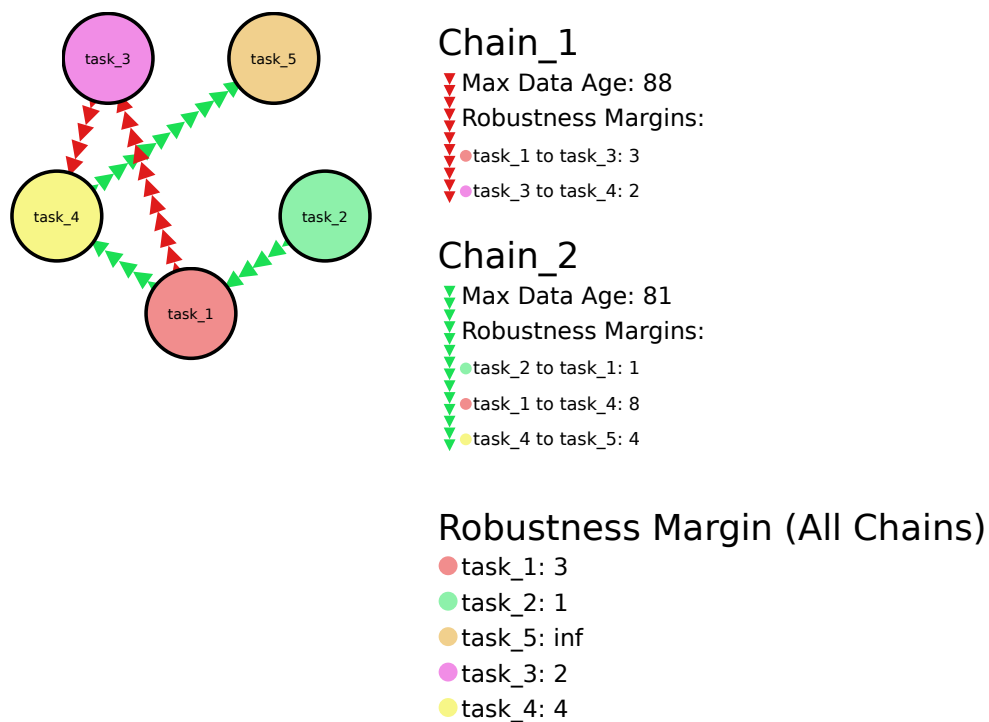 task_3
task_5
task_4
task_2
task_1
Chain_1
Max Data Age: 88
Robustness Margins:
task_1 to task_3: 3
task_3 to task_4: 2
Chain_2
Max Data Age: 81
Robustness Margins:
task_2 to task_1: 1
task_1 to task_4: 8
task_4 to task_5: 4
Robustness Margin (All Chains)
task_1: 3
task_2: 1
task_5: inf
task_3: 2
task_4: 4